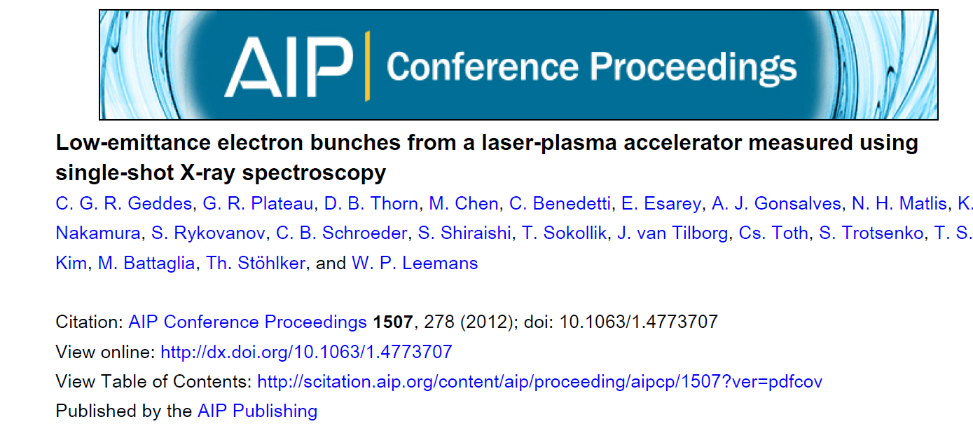 AIP | Conference Proceedings
Low-emittance electron bunches from a laser-plasma accelerator measured using
single-shot X-ray spectroscopy
C. G. R. Geddes, G. R. Plateau, D. B. Thorn, M. Chen, C. Benedetti, E. Esarey, A. J. Gonsalves, N. H. Matlis, K.
Nakamura, S. Rykovanov, C. B. Schroeder, S. Shiraishi, T. Sokollik, J. van Tilborg, Cs. Toth, S. Trotsenko, T. S.
Kim, M. Battaglia, Th. Stöhlker, and W. P. Leemans
Citation: AIP Conference Proceedings 1507, 278 (2012); doi: 10.1063/1.4773707
View online: http://dx.doi.org/10.1063/1.4773707
View Table of Contents: http://scitation.aip.org/content/aip/proceeding/aipcp/1507?ver=pdfcov
Published by the AIP Publishing